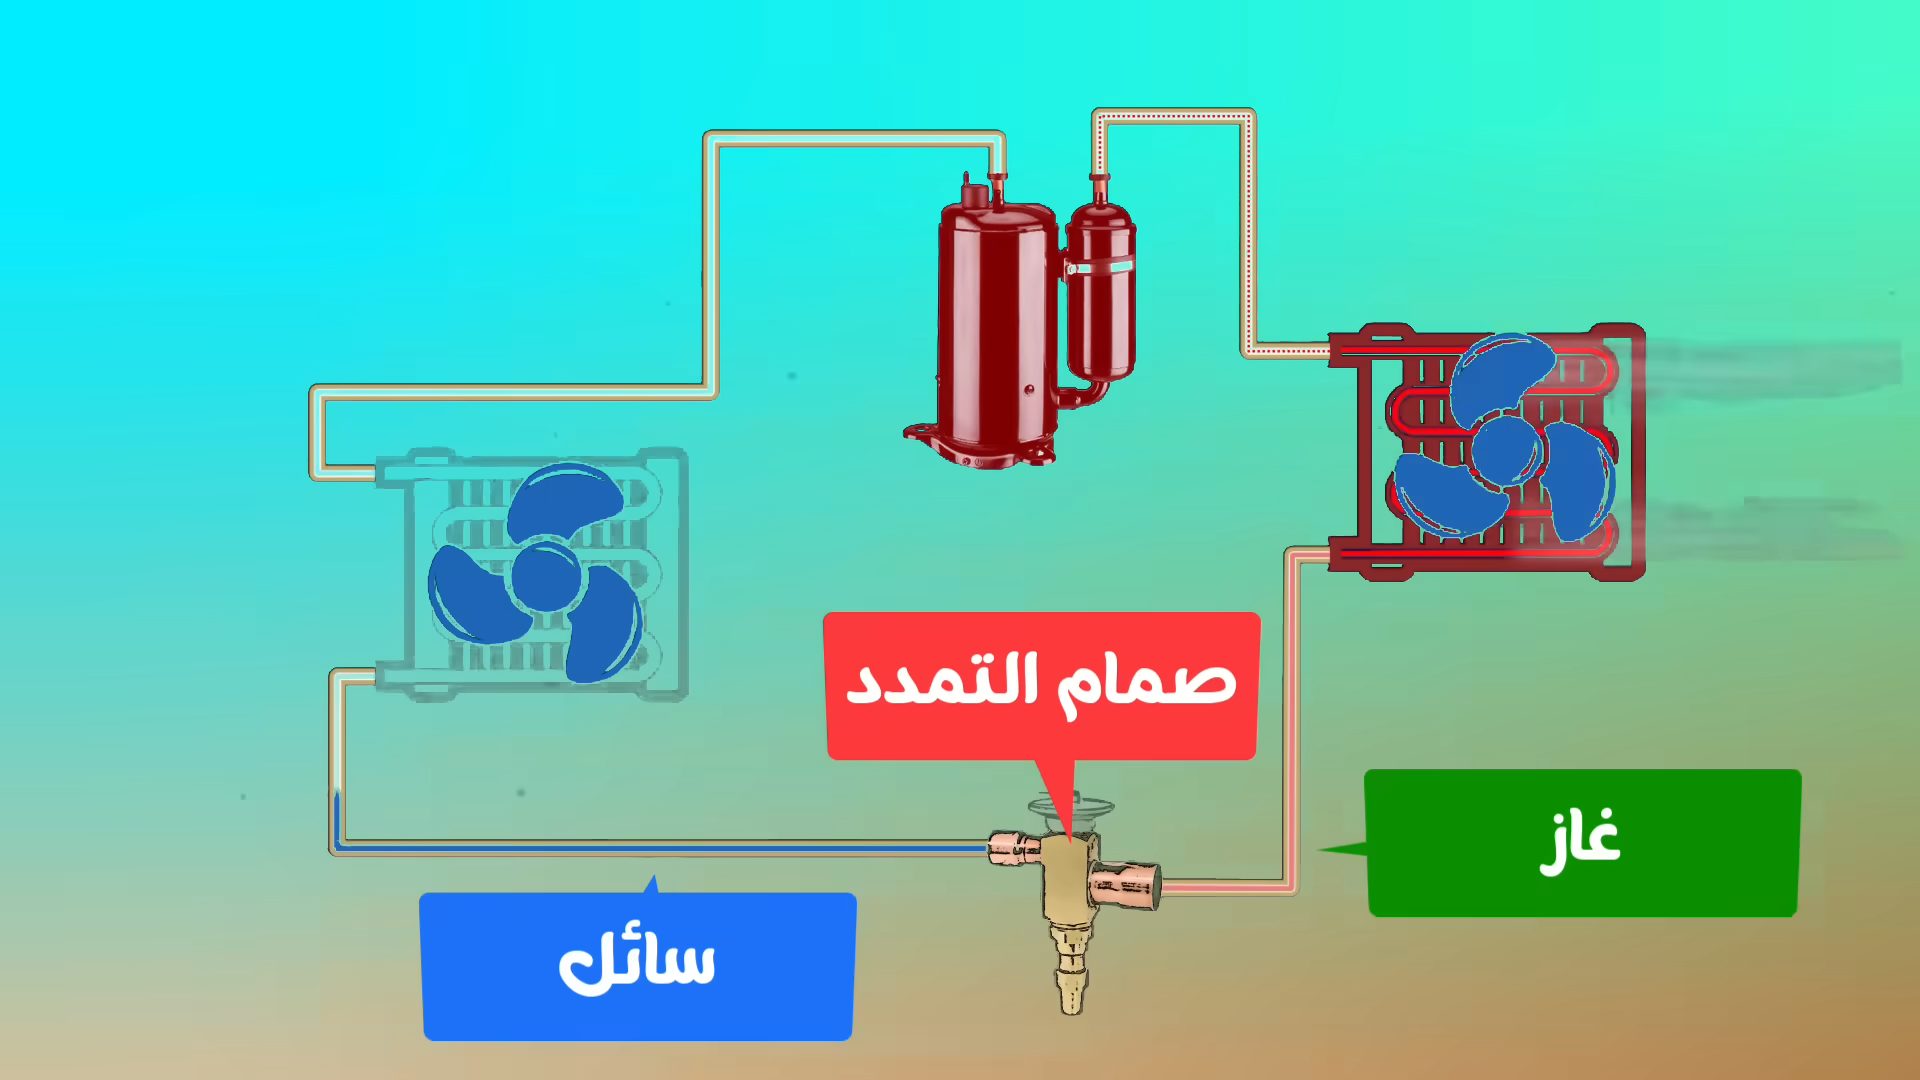 صمام التمدد
غاز
سائل